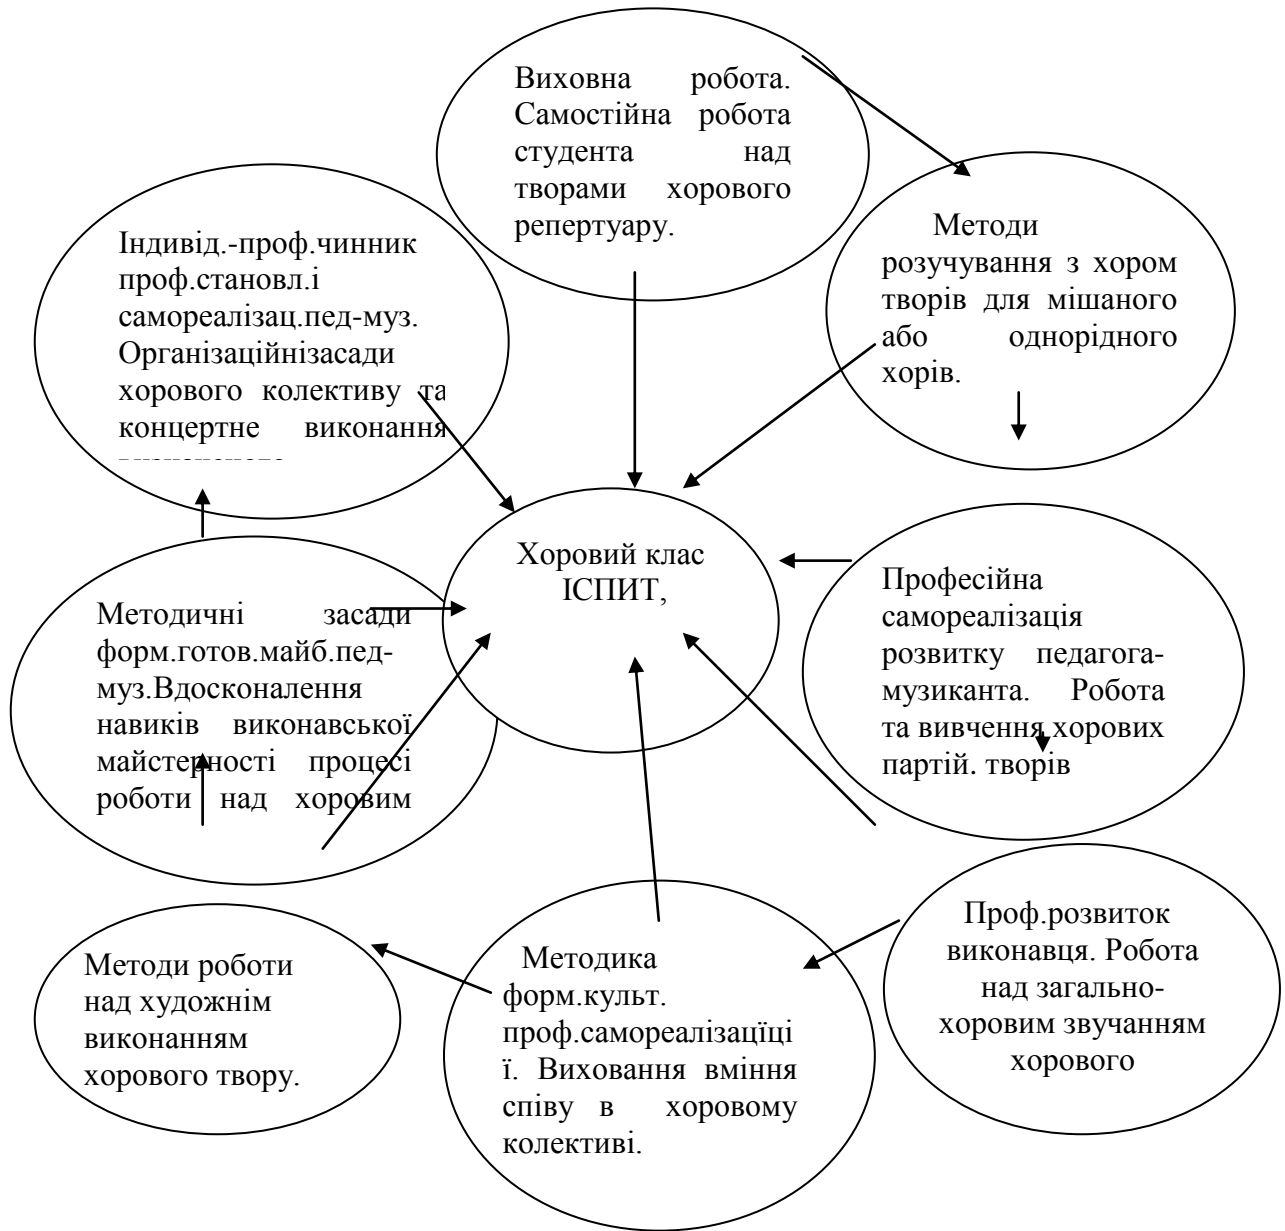 Виховна робота.
Самостійна робота
студента над
творами хорового
репертуару.
Індивід.-проф.чинник
проф.становл.і
самореалізац.пед-муз.
Організаційнізасади
хорового колективу та
концертне виконання
Методи
розучування з хором
творів для мішаного
або однорідного
хорів.
Хоровий клас
ІСПИТ,
Методичні засади
форм.готов.майб.пед-
муз.Вдосконалення
навиків виконавської
майстерності процесі
роботи над хоровим
Професійна
самореалізація
розвитку педагога-
музиканта. Робота
та вивчення хорових
партій. творів
Методи роботи
над художнім
виконанням
хорового твору.
Методика
форм.культ.
проф.самореалізаціїці
ї. Виховання вміння
співу в хоровому
колективі.
Проф.розвиток
виконавця. Робота
над загально-
хоровим звучанням
хорового